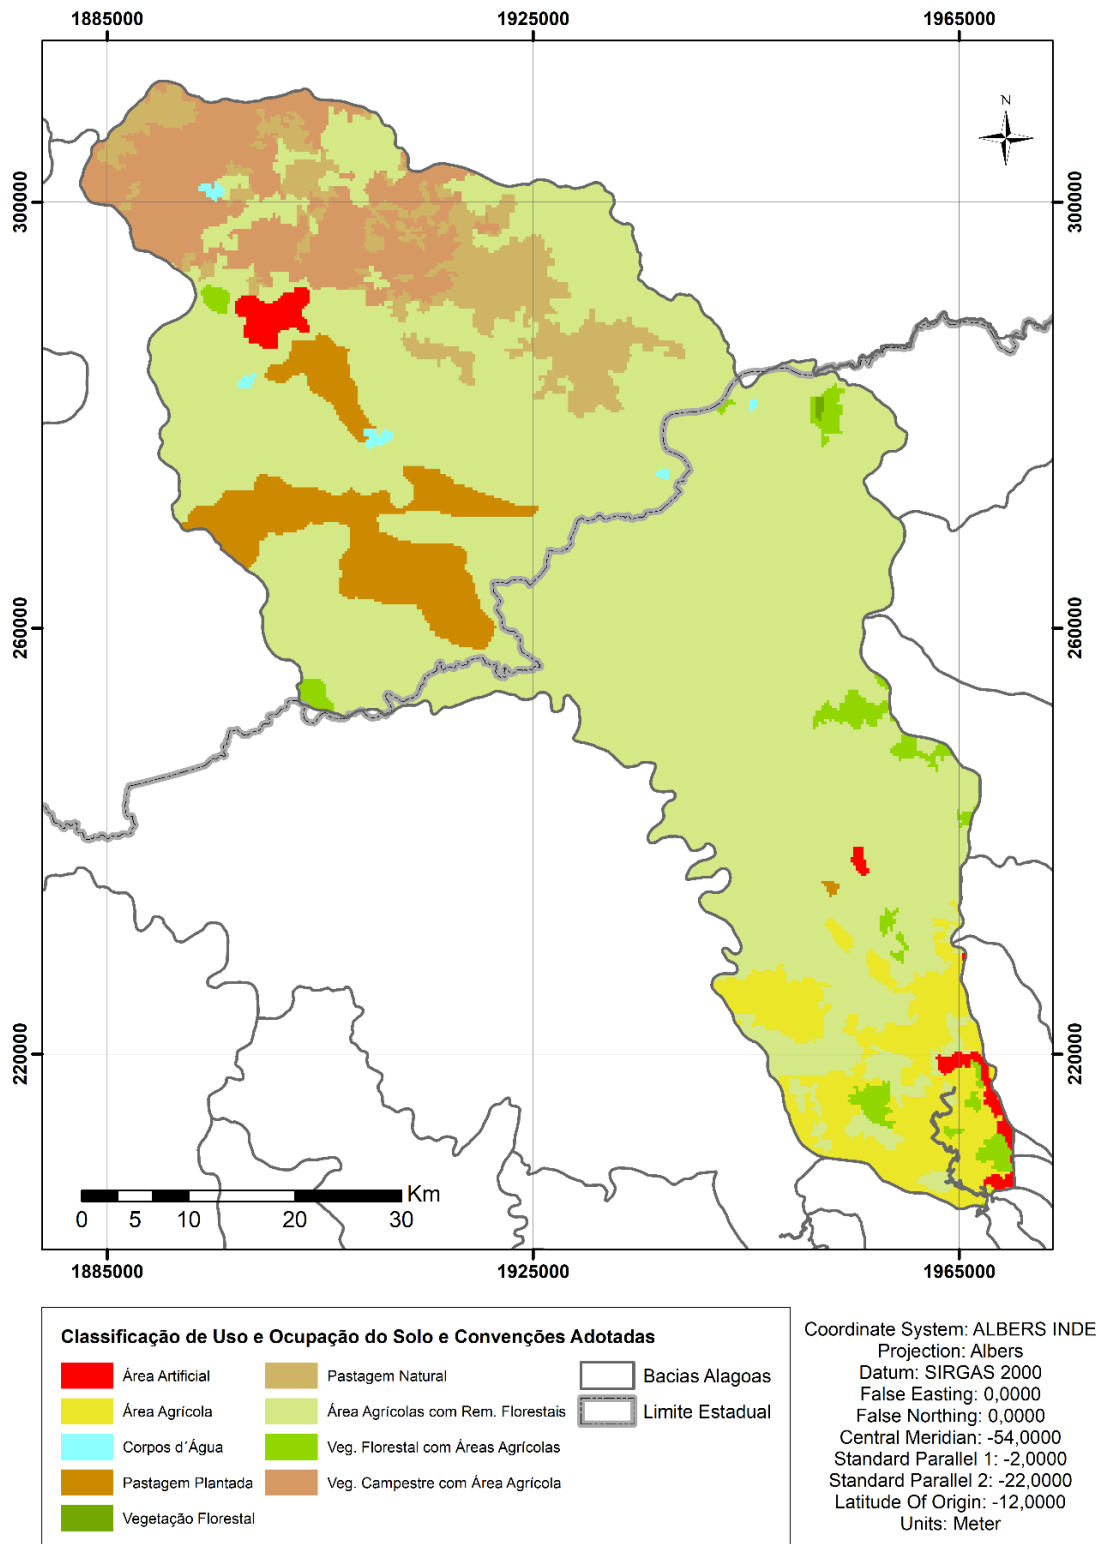 1885000 1925000 1965000
N
300000 300000
260000 260000
220000 220000
Km
0 5 10 20 30
1885000 1925000 1965000
Classificação de Uso e Ocupação do Solo e Convenções Adotadas
Área Artificial
Pastagem Natural
Bacias Alagoas
Área Agrícola
Área Agrícolas com Rem. Florestais
Limite Estadual
Corpos d´Água
Veg. Florestal com Áreas Agrícolas
Pastagem Plantada
Veg. Campestre com Área Agrícola
Vegetação Florestal
Coordinate System: ALBERS INDE
Projection: Albers
Datum: SIRGAS 2000
False Easting: 0,0000
False Northing: 0,0000
Central Meridian: -54,0000
Standard Parallel 1: -2,0000
Standard Parallel 2: -22,0000
Latitude Of Origin: -12,0000
Units: Meter